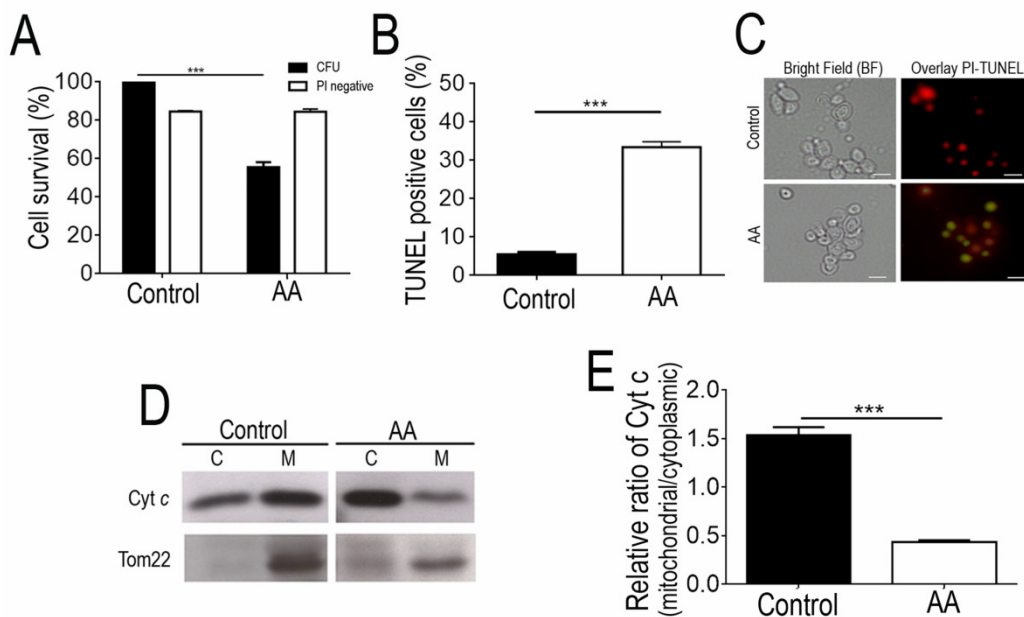 A
Cell survival (%)
100
80
60
40
20
0
***
CFU
PI negative
Control
AA
B
TUNEL positive cells (%)
50
40
30
20
10
0
***
Control
AA
C
Bright Field (BF)
Overlay PI-TUNEL
Control
AA
D
Control
AA
C
M
C
M
Cyt c
Tom22
E
Relative ratio of Cyt c
(mitochondrial/cytoplasmic)
2.0
1.5
1.0
0.5
0.0
***
Control
AA